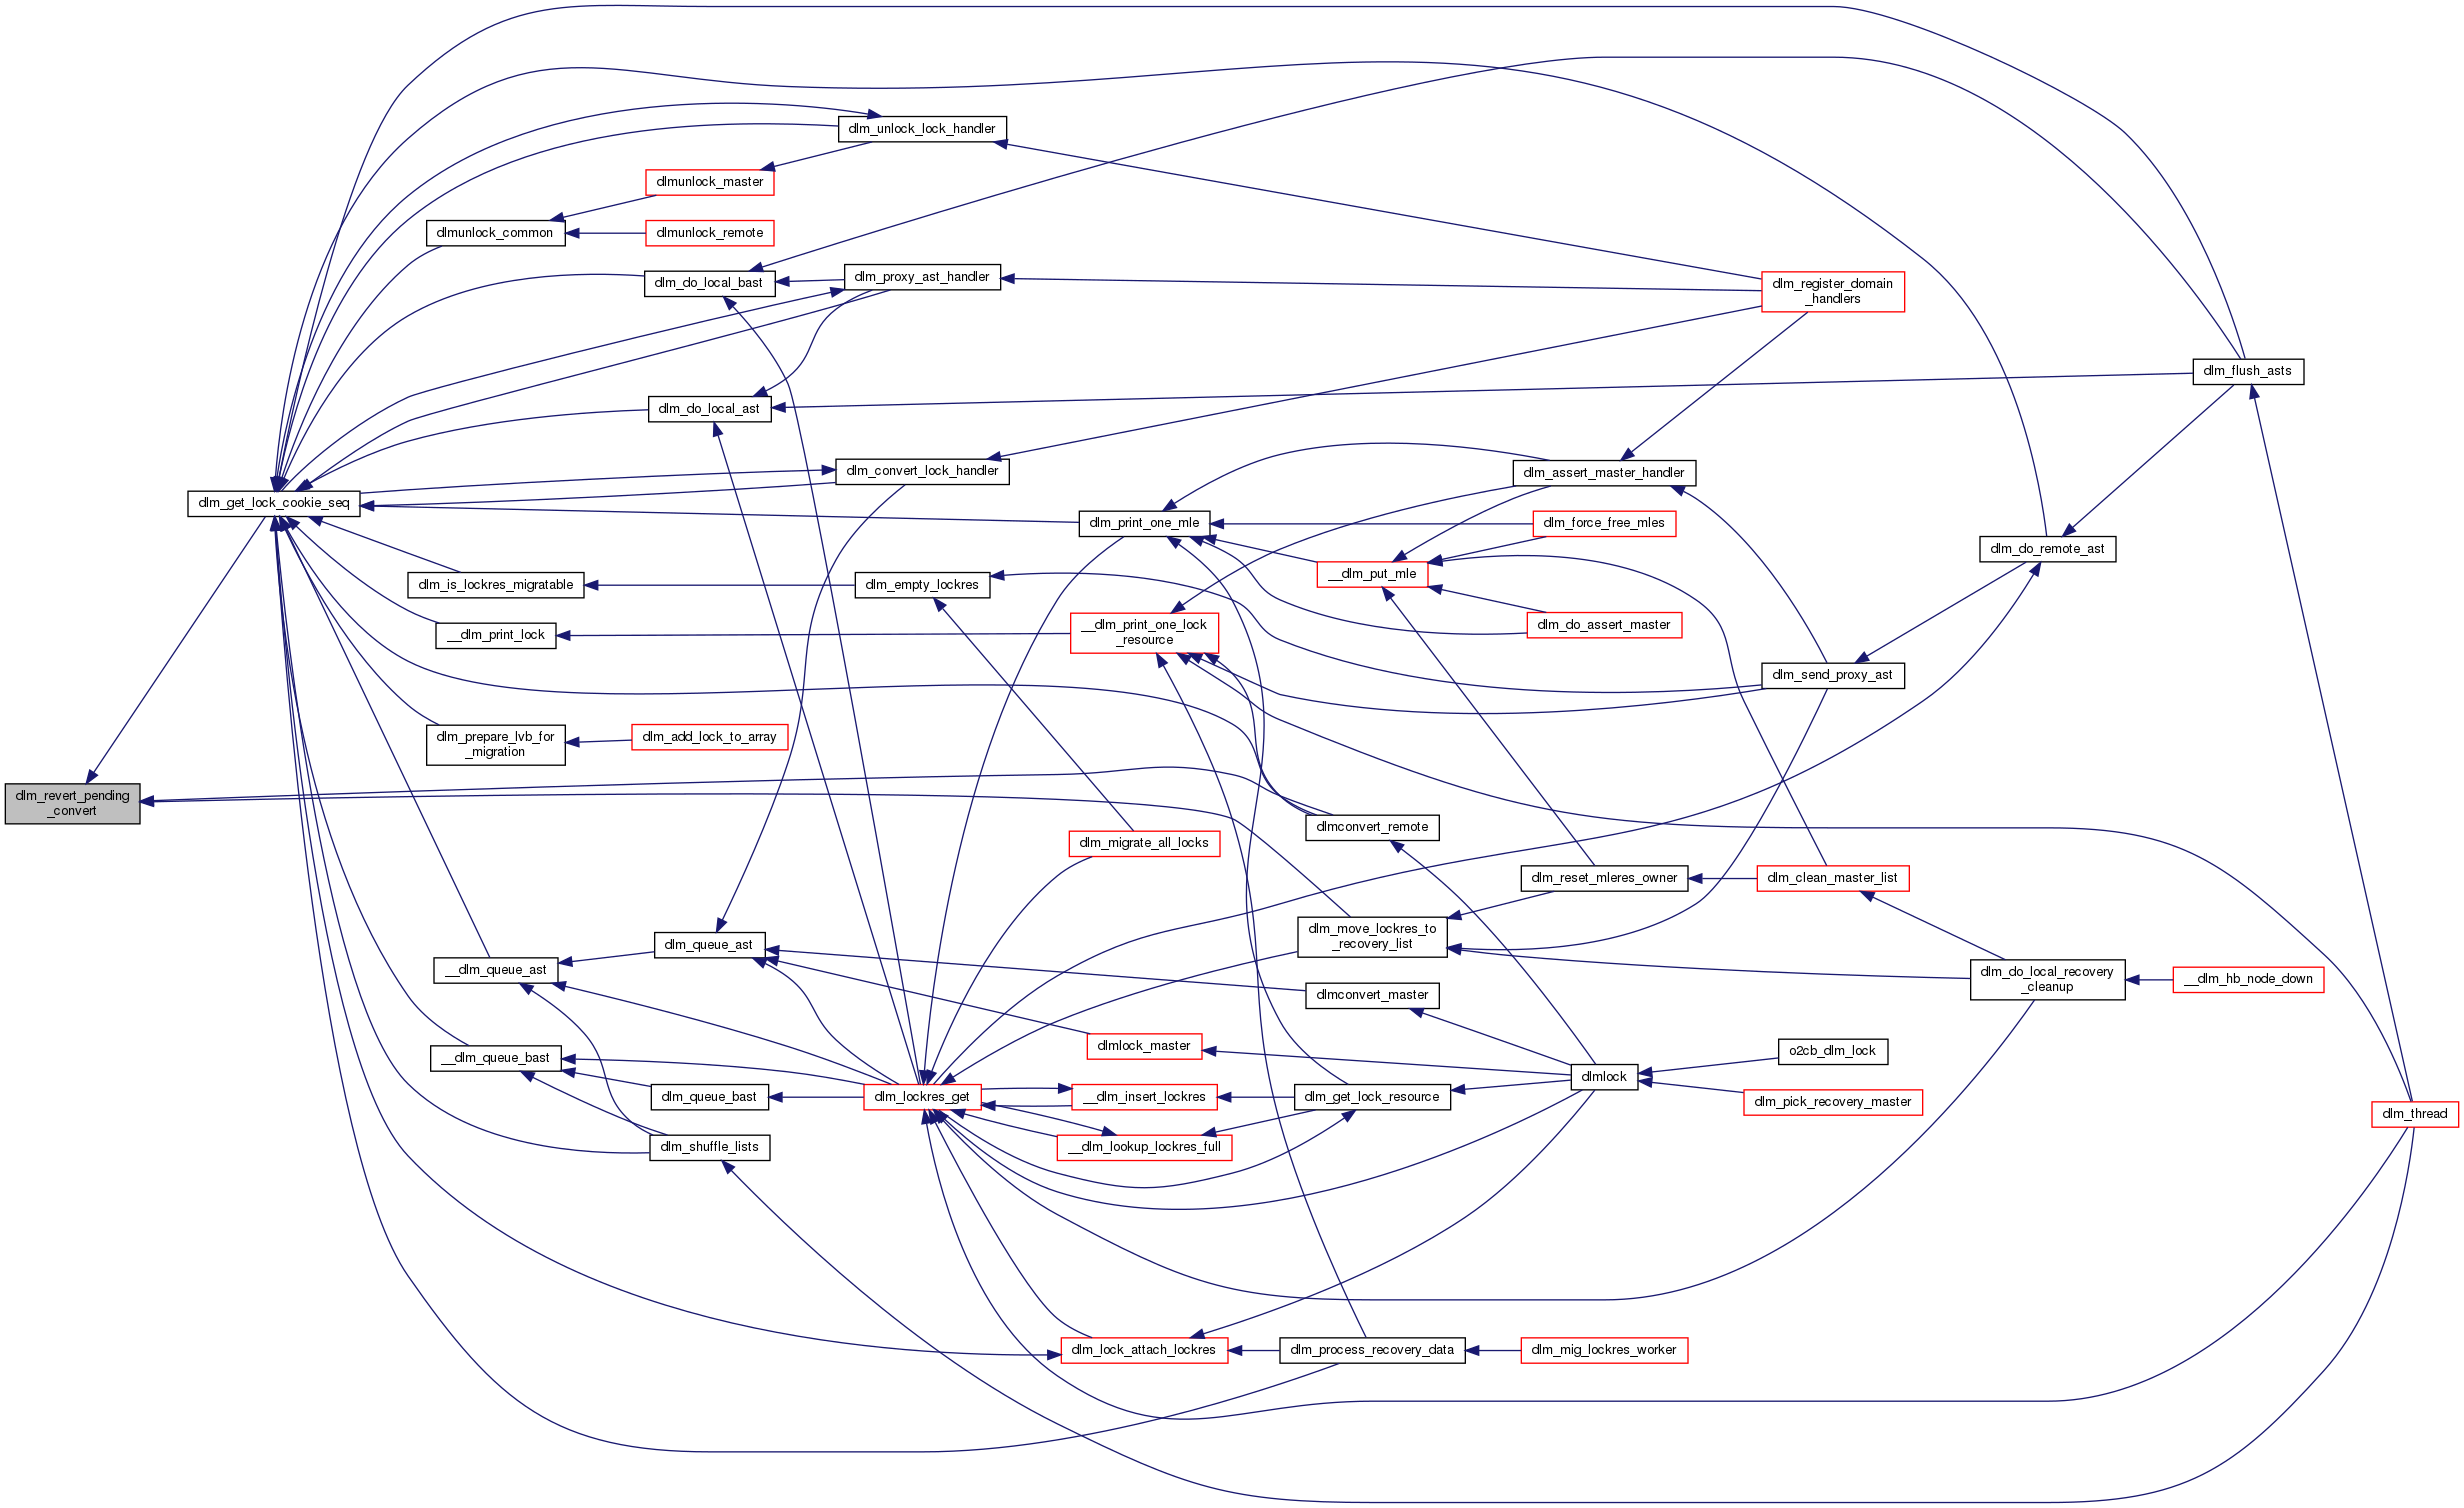 dlm_unlock_lock_handler
dlmunlock_master
dlmunlock_common
dlmunlock_remote
dlm_do_local_bast
dlm_proxy_ast_handler
dlm_register_domain
_handlers
dlm_flush_asts
dlm_do_local_ast
dlm_convert_lock_handler
dlm_assert_master_handler
dlm_get_lock_cookie_seq
dlm_print_one_mle
dlm_force_free_mles
dlm_do_remote_ast
dlm_is_lockres_migratable
dlm_empty_lockres
__dlm_put_mle
__dlm_print_lock
__dlm_print_one_lock
_resource
dlm_do_assert_master
dlm_send_proxy_ast
dlm_prepare_lvb_for
_migration
dlm_add_lock_to_array
dlm_revert_pending
_convert
dlmconvert_remote
dlm_migrate_all_locks
dlm_reset_mleres_owner
dlm_clean_master_list
dlm_move_lockres_to
_recovery_list
dlm_queue_ast
__dlm_queue_ast
dlm_do_local_recovery
_cleanup
__dlm_hb_node_down
dlmconvert_master
dlmlock_master
o2cb_dlm_lock
__dlm_queue_bast
dlm_queue_bast
dlm_lockres_get
__dlm_insert_lockres
dlm_get_lock_resource
dlmlock
dlm_pick_recovery_master
dlm_thread
dlm_shuffle_lists
__dlm_lookup_lockres_full
dlm_lock_attach_lockres
dlm_process_recovery_data
dlm_mig_lockres_worker